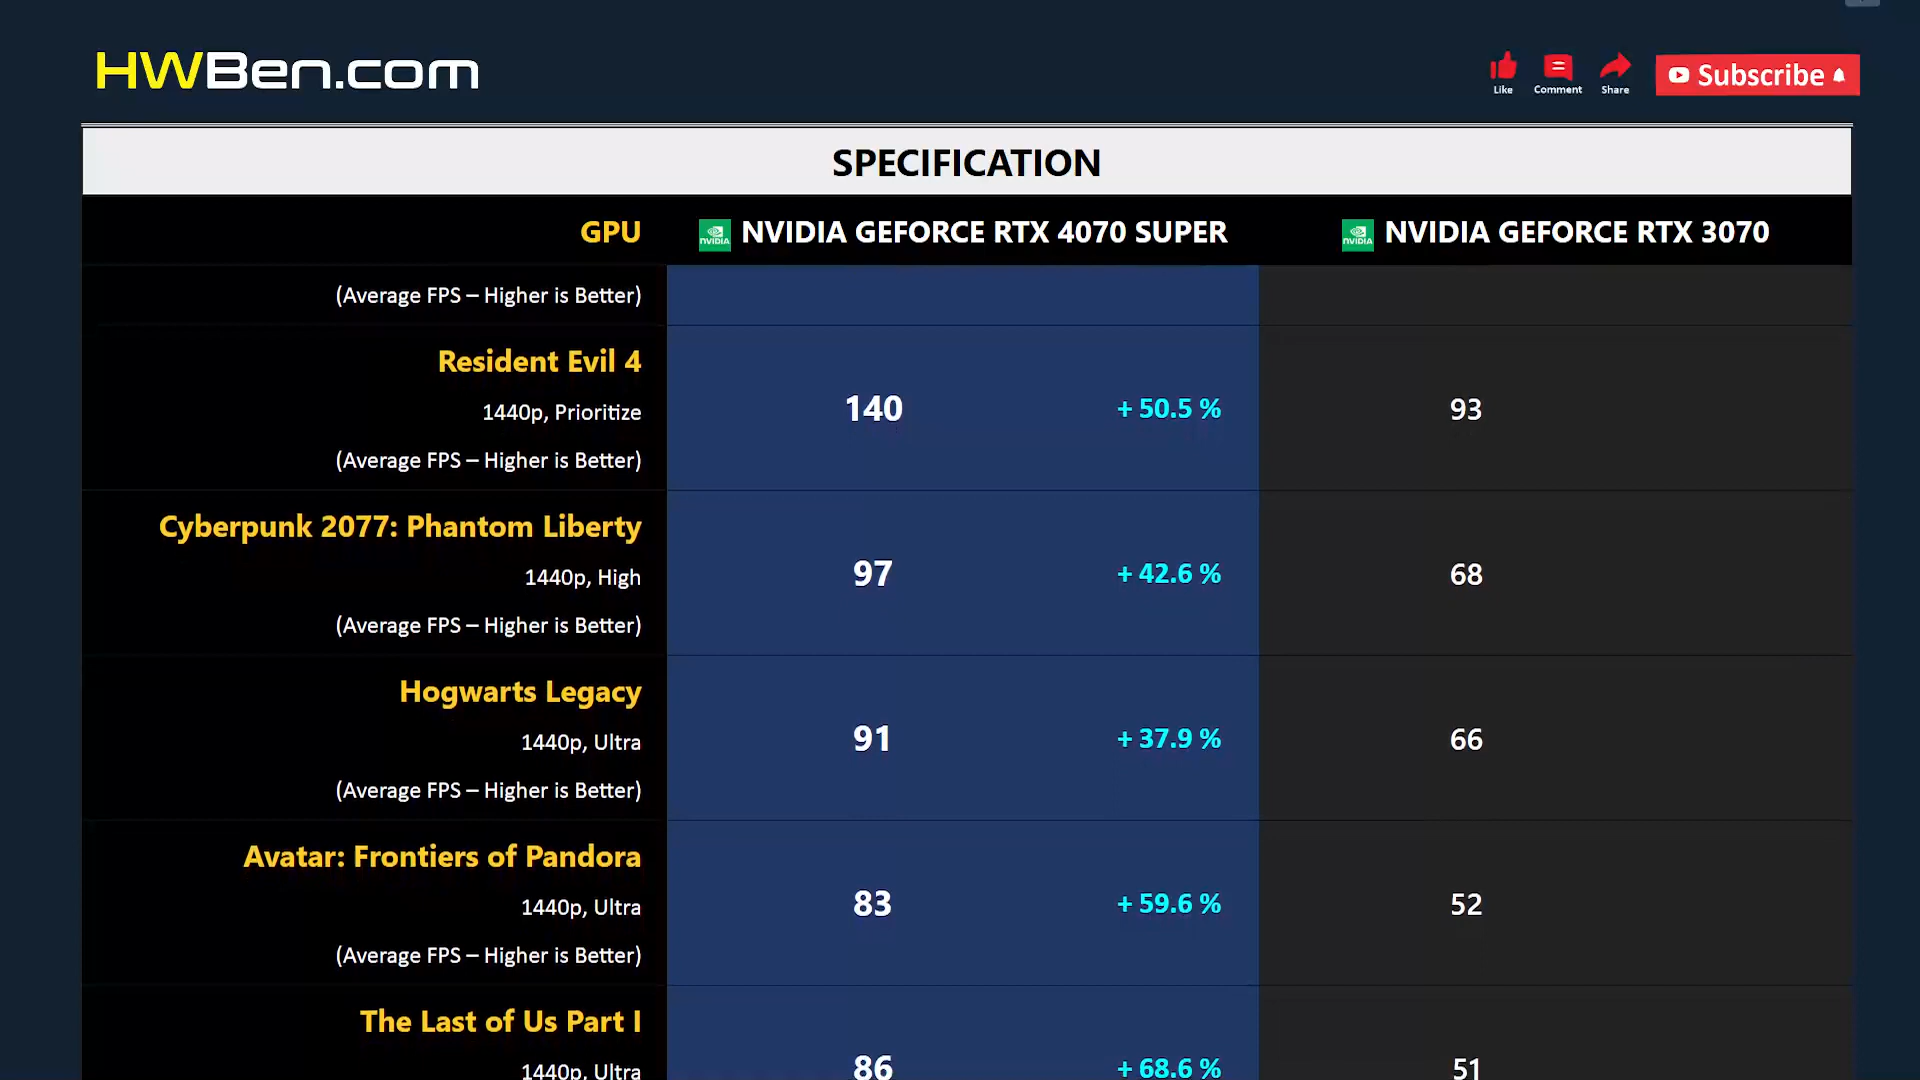 HWBen.com
Like
Comment
Share
Subscribe
SPECIFICATION
GPU
NVIDIA
NVIDIA GEFORCE RTX 4070 SUPER
NVIDIA
NVIDIA GEFORCE RTX 3070
(Average FPS – Higher is Better)
Resident Evil 4
1440p, Prioritize
(Average FPS – Higher is Better)
140
+ 50.5 %
93
Cyberpunk 2077: Phantom Liberty
1440p, High
(Average FPS – Higher is Better)
97
+ 42.6 %
68
Hogwarts Legacy
1440p, Ultra
(Average FPS – Higher is Better)
91
+ 37.9 %
66
Avatar: Frontiers of Pandora
1440p, Ultra
(Average FPS – Higher is Better)
83
+ 59.6 %
52
The Last of Us Part I
1440p, Ultra
86
+ 68.6 %
51